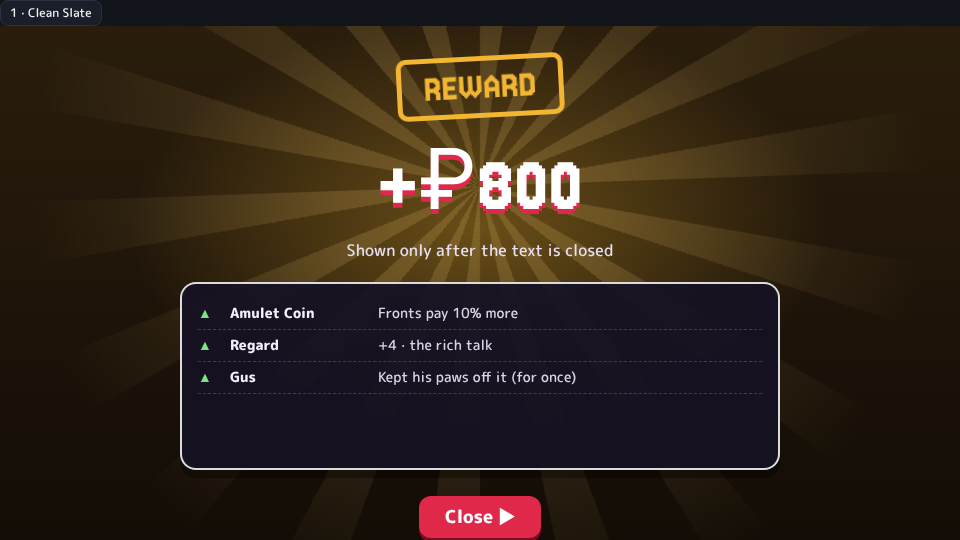 1 · Clean Slate
REWARD
+₽800
Shown only after the text is closed
▲ Amulet Coin Fronts pay 10% more
▲ Regard +4 · the rich talk
▲ Gus Kept his paws off it (for once)
Close ▶